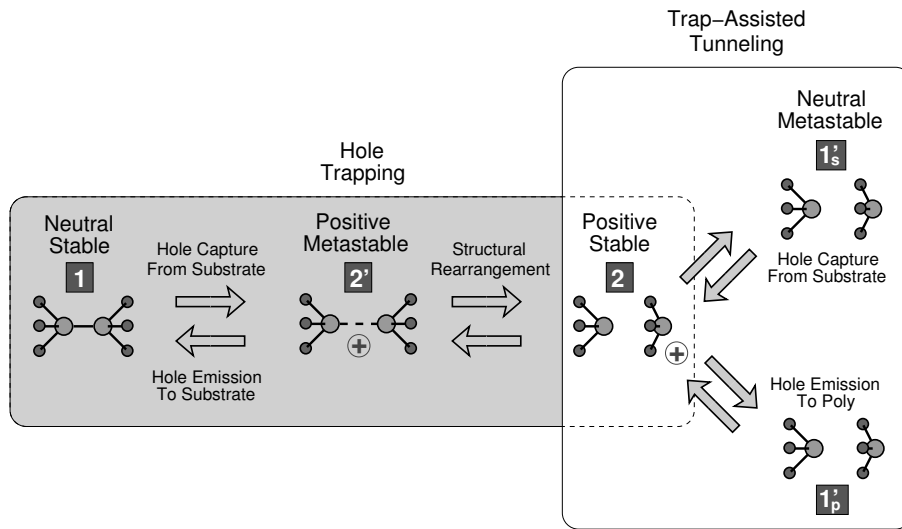 Trap–Assisted
Tunneling
Hole
Trapping
Neutral
Metastable
1's
Neutral
Stable
1
Hole Capture
From Substrate
Hole Emission
To Substrate
Positive
Metastable
2'
+
Structural
Rearrangement
Positive
Stable
2
+
Hole Capture
From Substrate
Hole Emission
To Poly
1'p